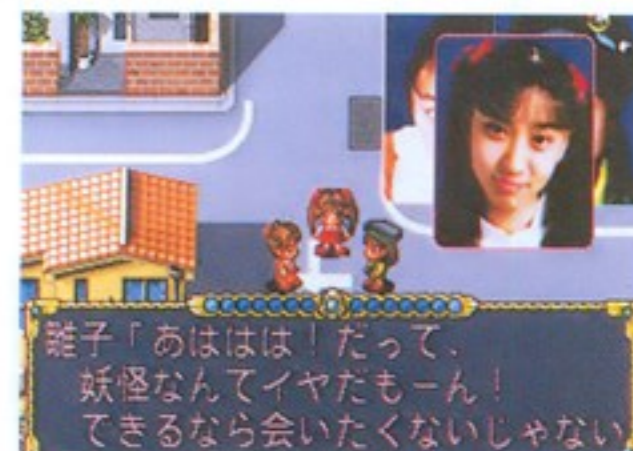 雛子「あははは！だって、
妖怪なんてイヤだもーん！
できるなら会いたくないじゃない